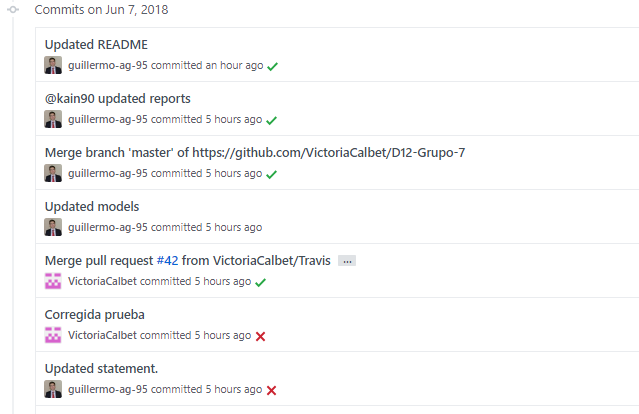 Commits on Jun 7, 2018
Updated README
guillermo-ag-95 committed an hour ago
@kain90 updated reports
guillermo-ag-95 committed 5 hours ago
Merge branch 'master' of https://github.com/VictoriaCalbet/D12-Grupo-7
guillermo-ag-95 committed 5 hours ago
Updated models
guillermo-ag-95 committed 5 hours ago
Merge pull request #42 from VictoriaCalbet/Travis ...
VictoriaCalbet committed 5 hours ago
Corregida prueba
VictoriaCalbet committed 5 hours ago
Updated statement.
guillermo-ag-95 committed 5 hours ago